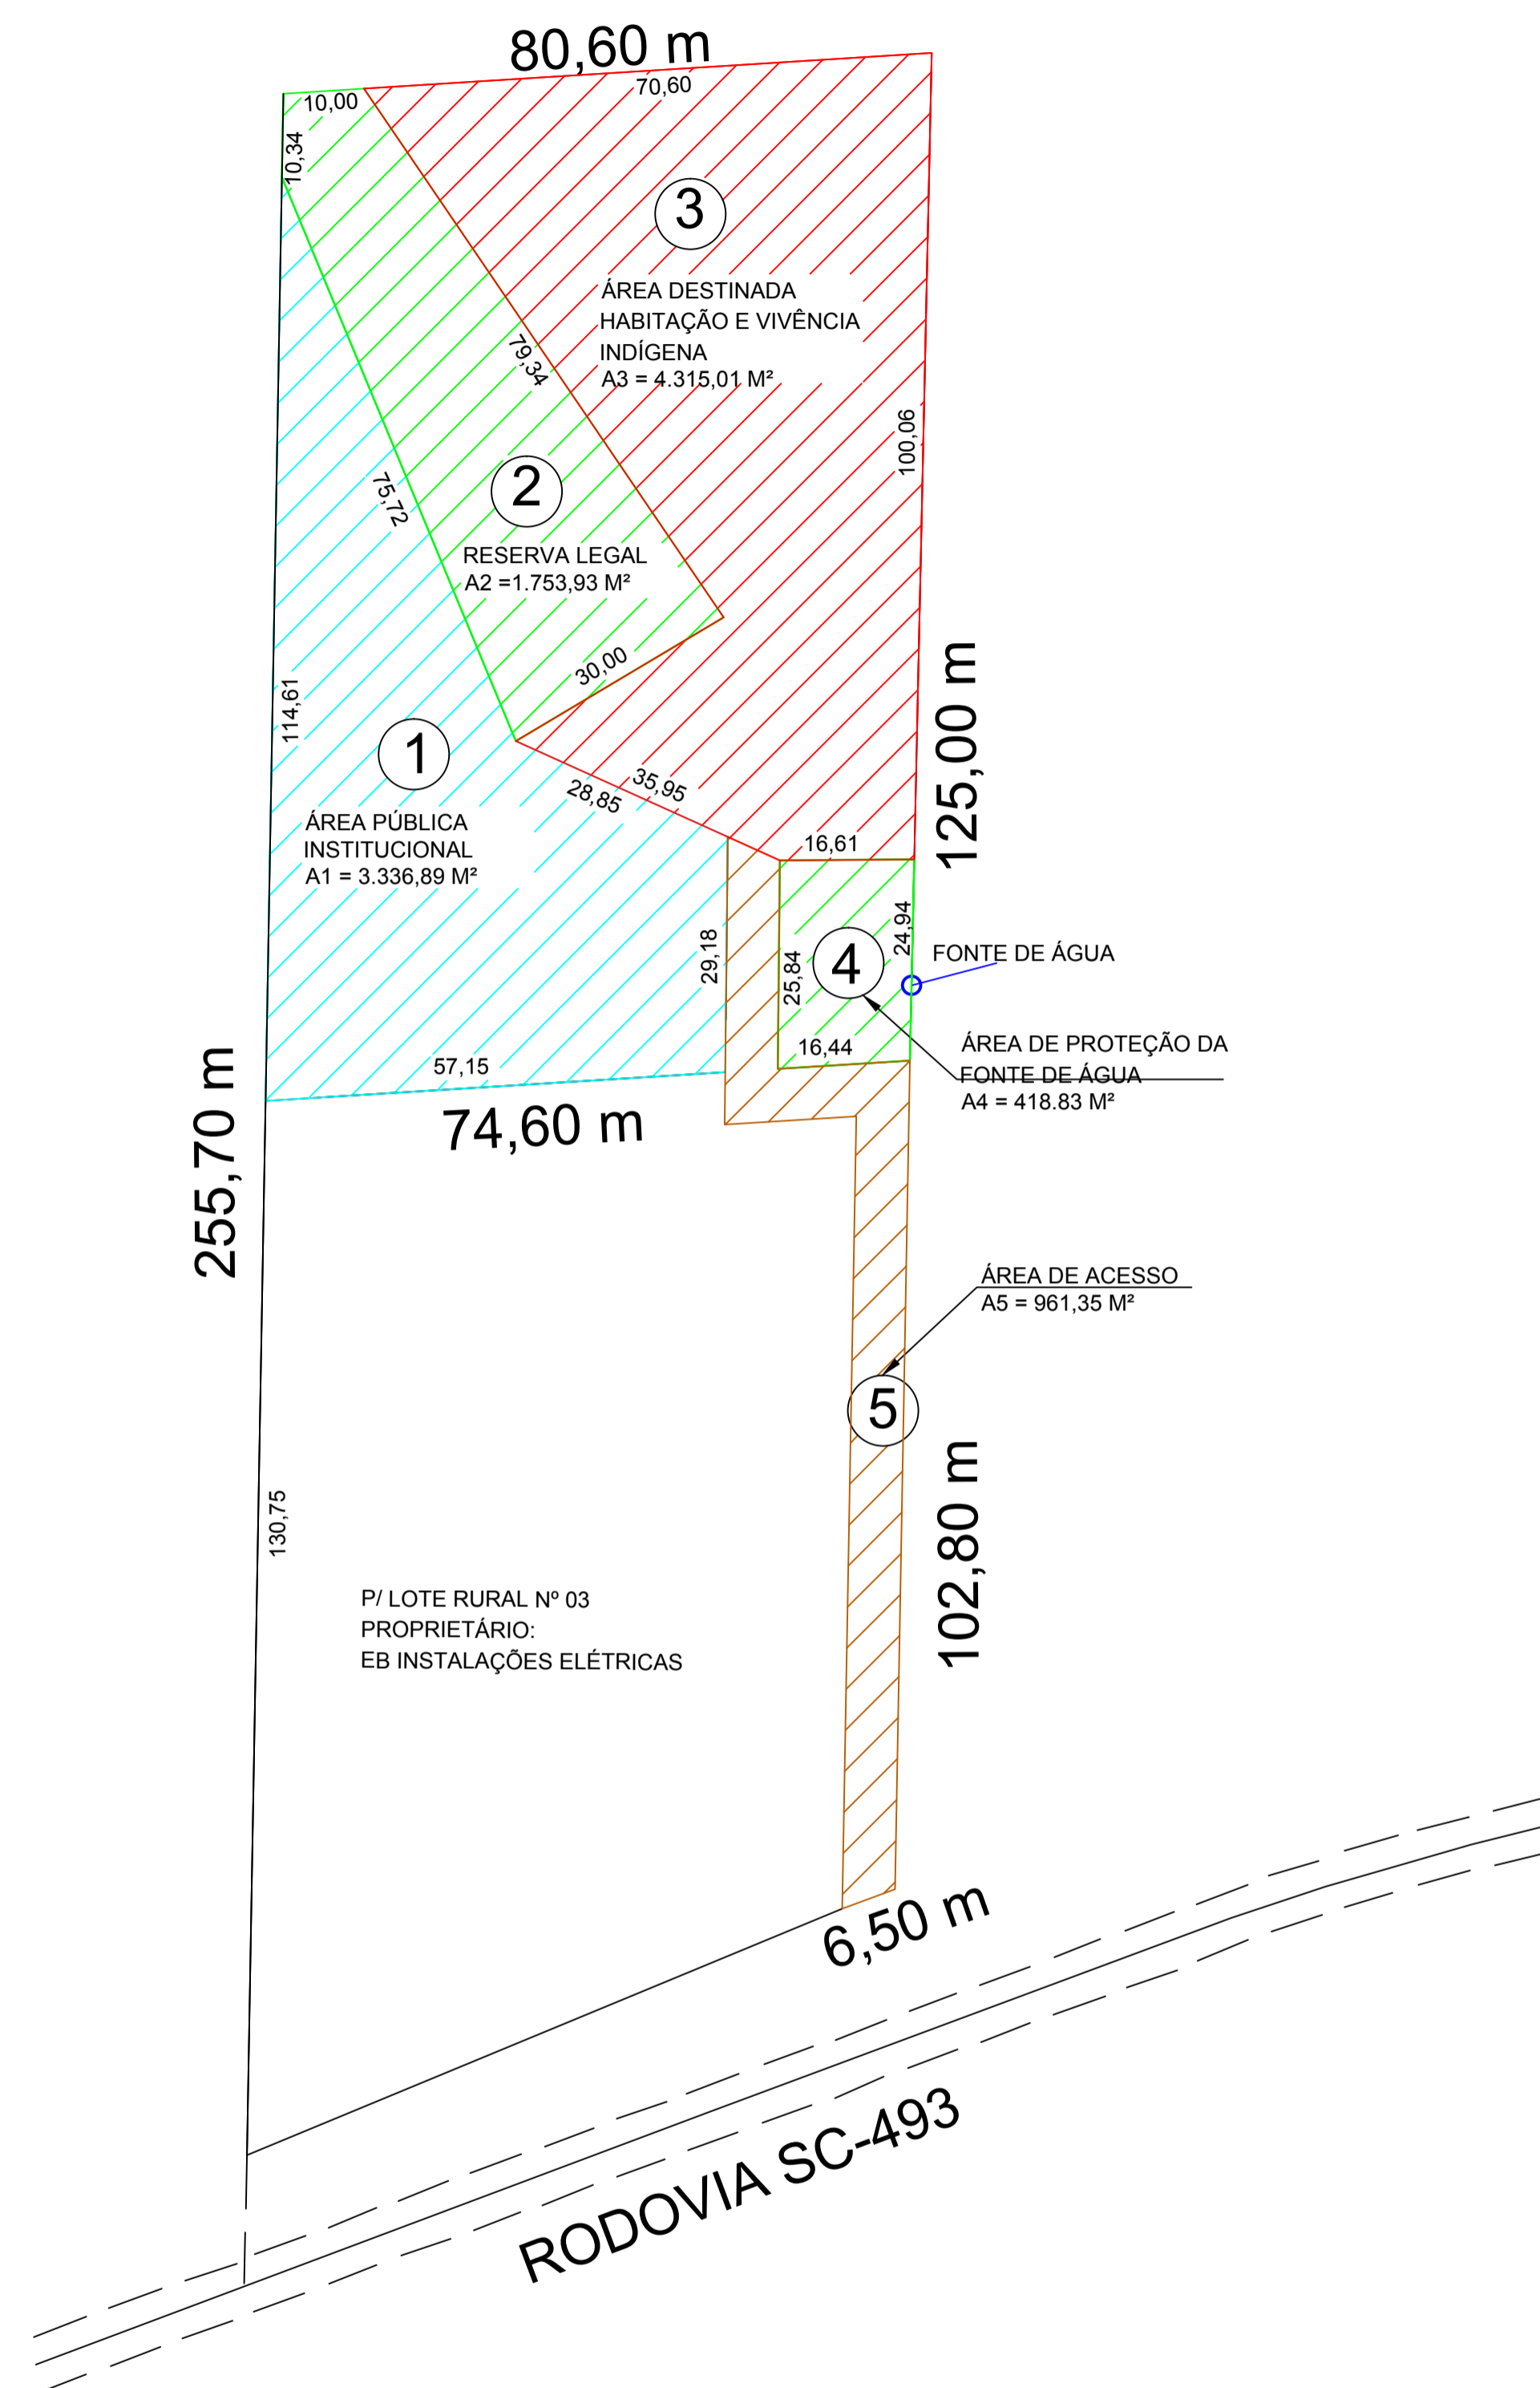 80,60 m
70,60
10,00
10,34
3
ÁREA DESTINADA
HABITAÇÃO E VIVÊNCIA
INDÍGENA
A3 = 4.315,01 M²
79,34
100,06
2
75,72
RESERVA LEGAL
A2 =1.753,93 M²
30,00
114,61
1
28,85
35,95
125,00 m
ÁREA PÚBLICA
INSTITUCIONAL
A1 = 3.336,89 M²
16,61
29,18
25,84
4
24,94
FONTE DE ÁGUA
16,44
ÁREA DE PROTEÇÃO DA
FONTE DE ÁGUA
A4 = 418.83 M²
57,15
74,60 m
255,70 m
ÁREA DE ACESSO
A5 = 961,35 M²
5
130,75
102,80 m
P/ LOTE RURAL Nº 03
PROPRIETÁRIO:
EB INSTALAÇÕES ELÉTRICAS
6,50 m
RODOVIA SC-493